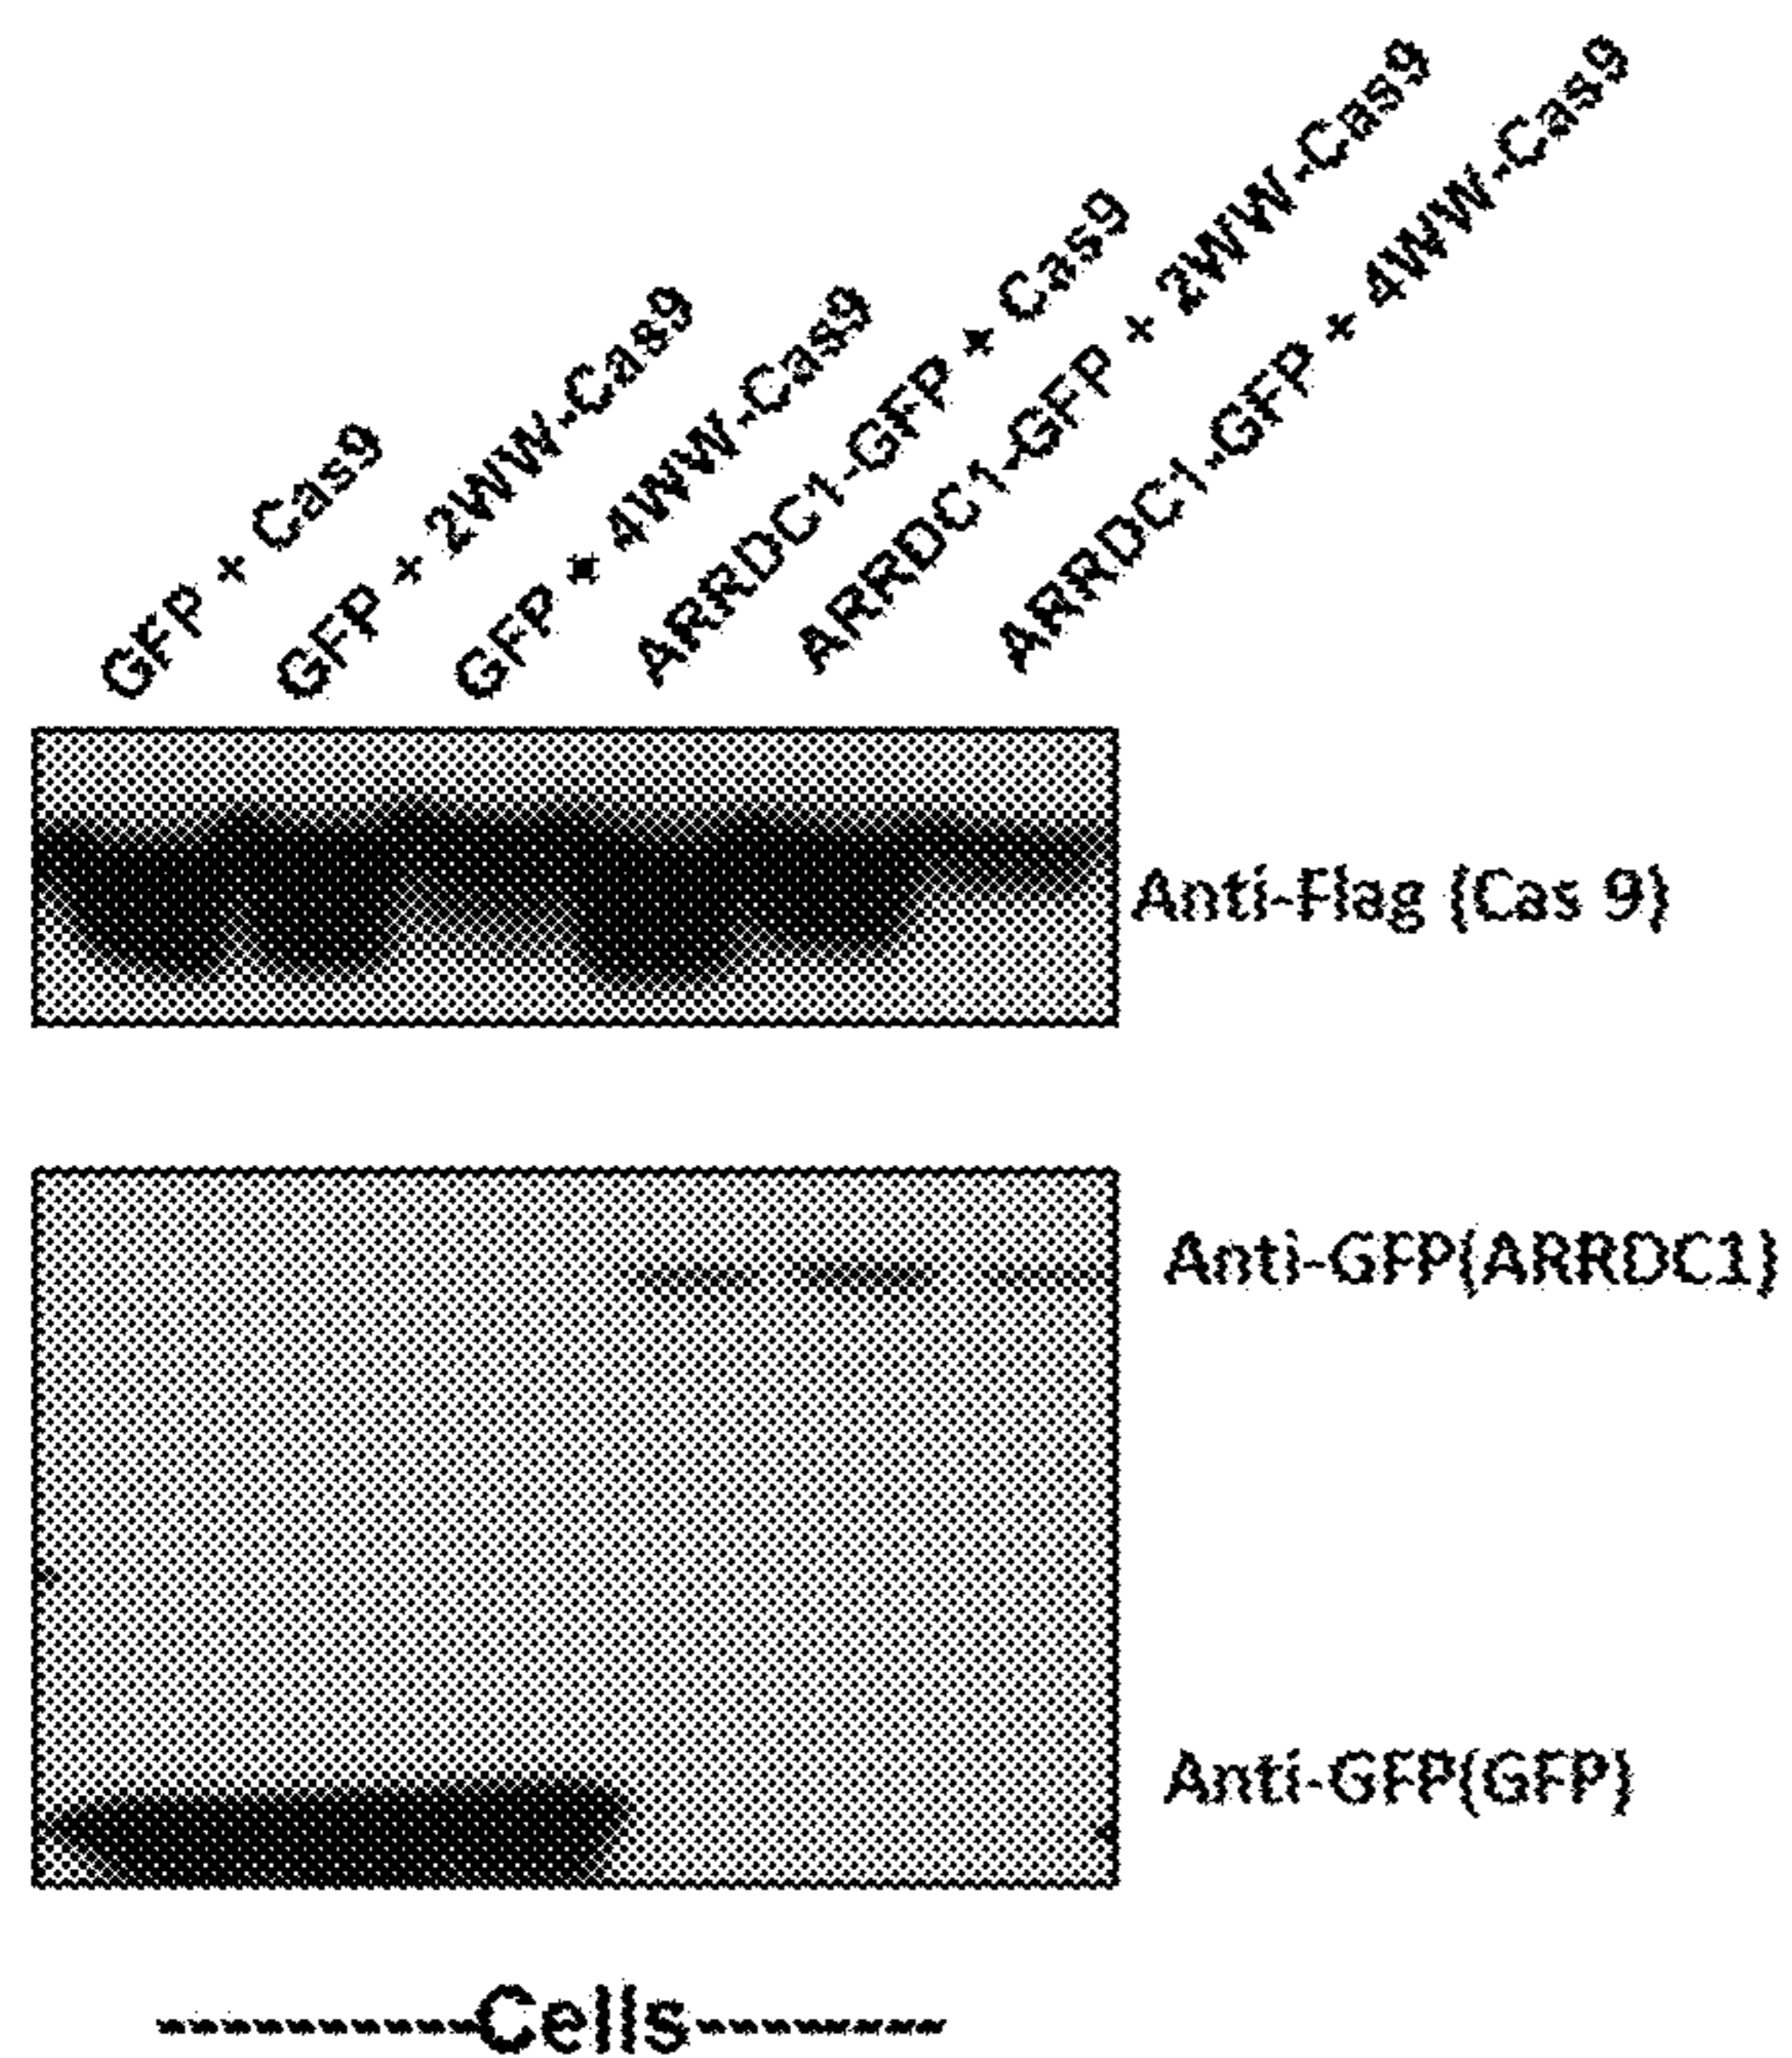 GFP + Cas9
GFP + 2WW-Cas9
GFP + 4WW-Cas9
ARRDC1-GFP + Cas9
ARRDC1-GFP + 2WW-Cas9
ARRDC1-GFP + 4WW-Cas9
Anti-Flag (Cas 9)
Anti-GFP(ARRDC1)
Anti-GFP(GFP)
----------Cells--------